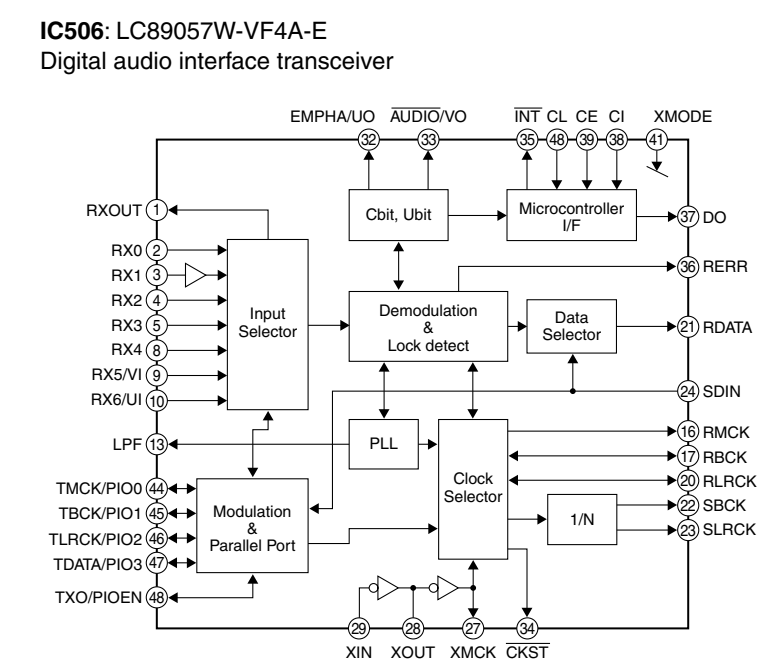 IC506: LC89057W-VF4A-E
Digital audio interface transceiver
EMPHA/UO AUDIO/VO INT CL CE CI XMODE
32 33 35 48 39 38 41
RXOUT 1
Cbit, Ubit
Microcontroller
I/F
37 DO
RX0 2
RX1 3
RX2 4
RX3 5
RX4 8
RX5/VI 9
RX6/UI 10
Input
Selector
36 RERR
Demodulation
&
Lock detect
Data
Selector
21 RDATA
24 SDIN
LPF 13
PLL
Clock
Selector
16 RMCK
17 RBCK
20 RLRCK
22 SBCK
23 SLRCK
1/N
TMCK/PIO0 44
TBCK/PIO1 45
TLRCK/PIO2 46
TDATA/PIO3 47
TXO/PIOEN 48
Modulation
&
Parallel Port
29 28 27 34
XIN XOUT XMCK CKST